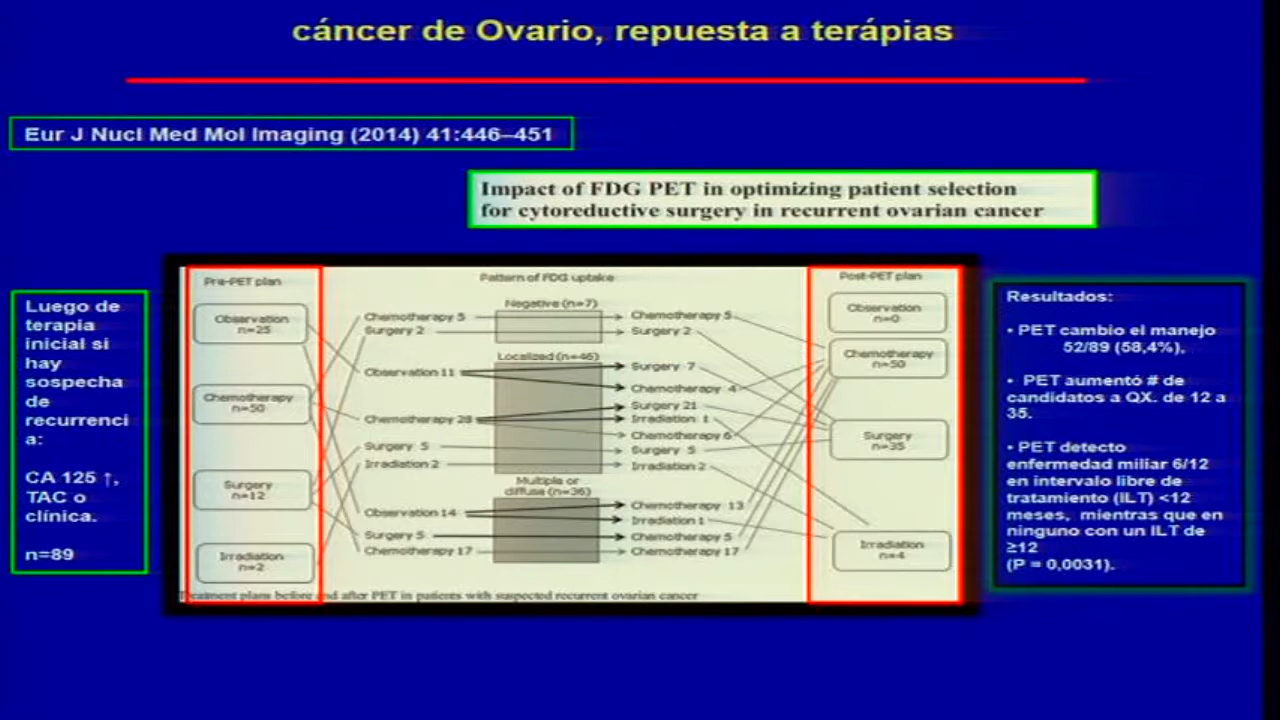 cáncer de Ovario, repuesta a terápias
Eur J Nucl Med Mol Imaging (2014) 41:446–451
Impact of FDG PET in optimizing patient selection
for cytoreductive surgery in recurrent ovarian cancer
Luego de
terapia
inicial si
hay
sospecha
de
recurrenci
a:
CA 125 ↑,
TAC o
clínica.
n=89
Pre-PET plan
Observation
n=25
Chemotherapy
n=50
Surgery
n=12
Irradiation
n=2
Pattern of FDG uptake
Negative (n=7)
Chemotherapy 5
Surgery 2
Chemotherapy 5
Surgery 2
Localized (n=46)
Observation 11
Surgery 7
Chemotherapy 4
Chemotherapy 28
Surgery 21
Irradiation 1
Chemotherapy 6
Surgery 5
Surgery 5
Irradiation 2
Irradiation 2
Multiple or
diffuse (n=36)
Observation 14
Chemotherapy 13
Irradiation 1
Surgery 5
Chemotherapy 5
Chemotherapy 17
Chemotherapy 17
Post-PET plan
Observation
n=0
Chemotherapy
n=50
Surgery
n=35
Irradiation
n=4
Treatment plans before and after PET in patients with suspected recurrent ovarian cancer
Resultados:
• PET cambio el manejo
52/89 (58,4%),
• PET aumentó # de
candidatos a QX. de 12 a
35.
• PET detecto
enfermedad miliar 6/12
en intervalo libre de
tratamiento (ILT) <12
meses, mientras que en
ninguno con un ILT de
≥12
(P = 0,0031).